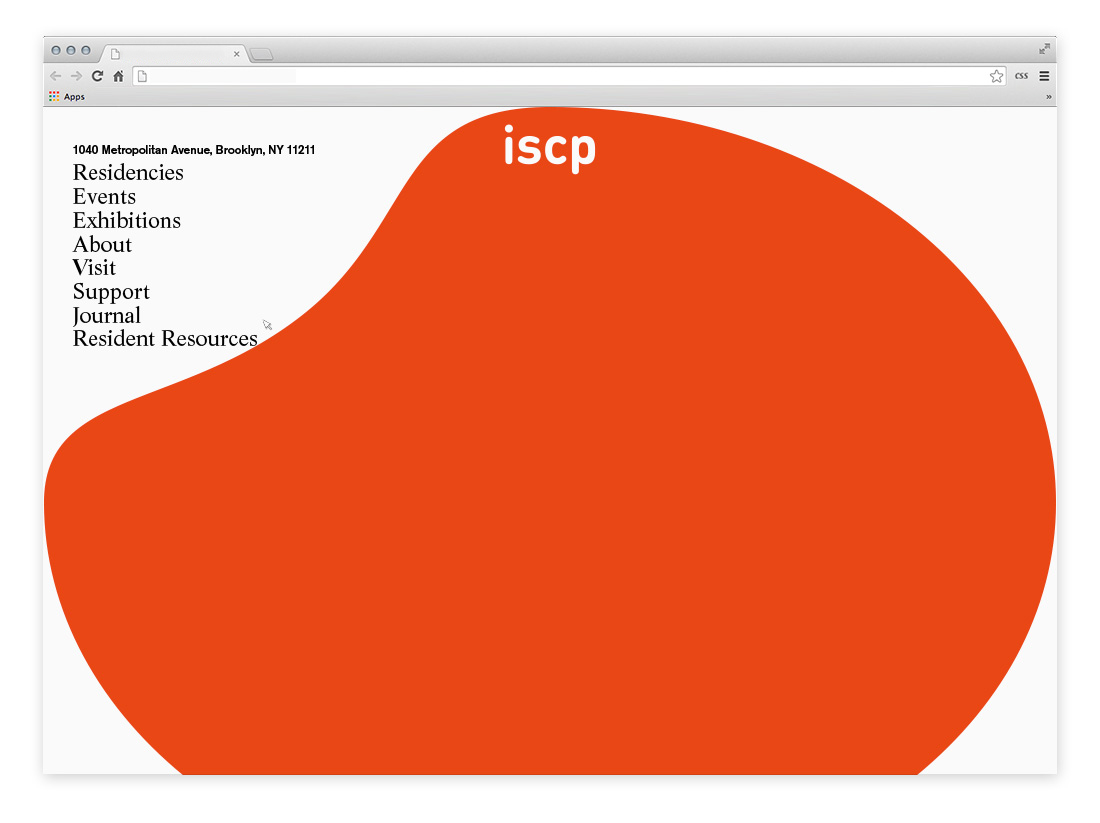 CSS
Apps
»
iscp
1040 Metropolitan Avenue, Brooklyn, NY 11211
Residencies
Events
Exhibitions
About
Visit
Support
Journal
Resident Resources